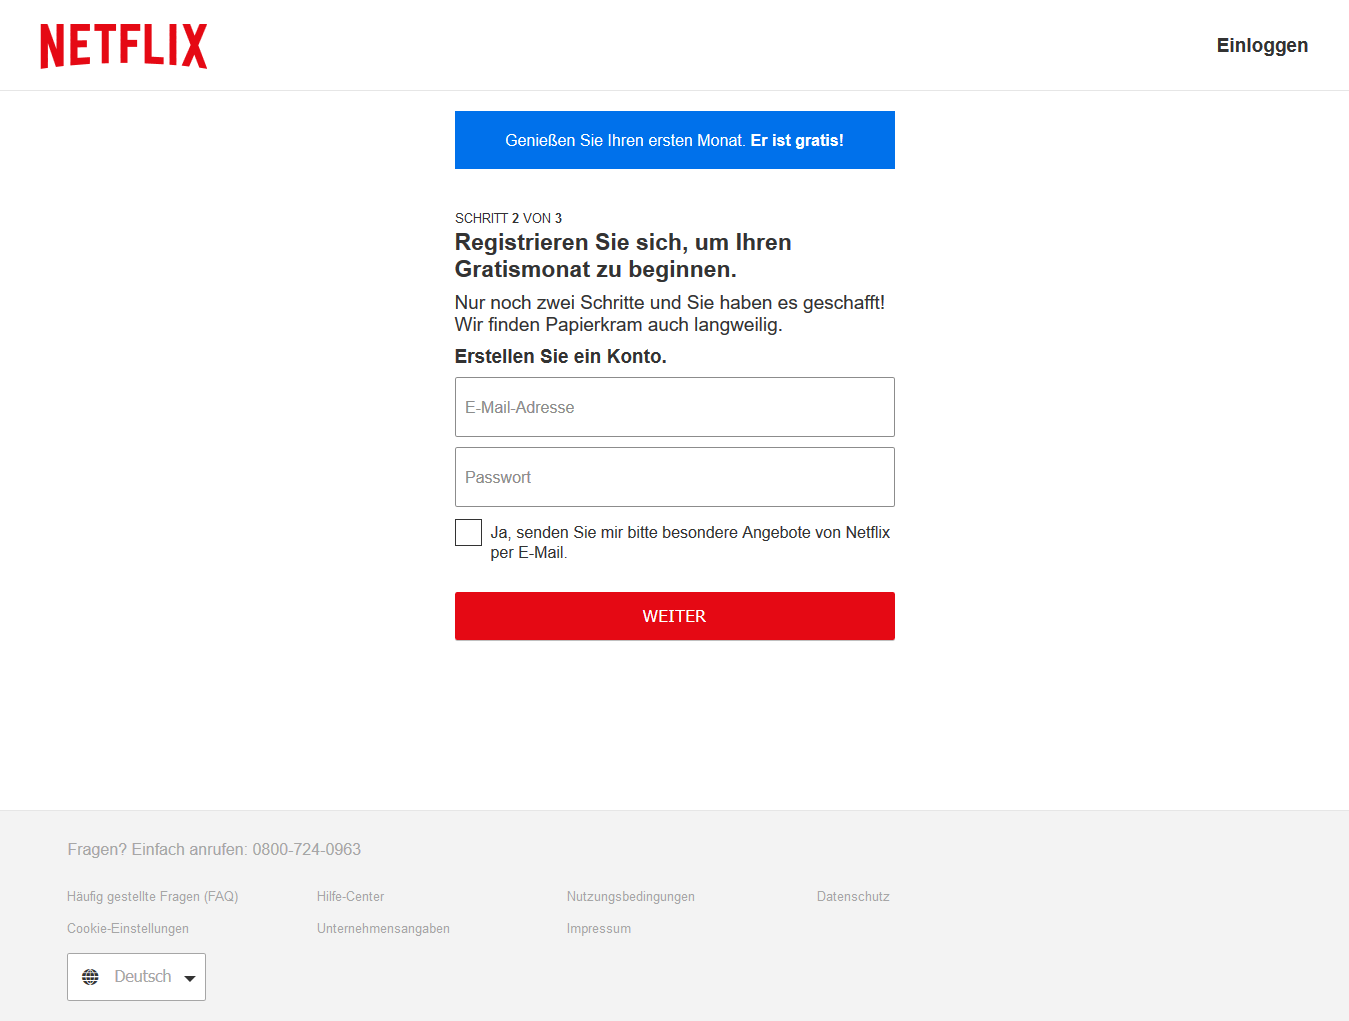 NETFLIX
Einloggen
Genießen Sie Ihren ersten Monat. Er ist gratis!
SCHRITT 2 VON 3
Registrieren Sie sich, um Ihren
Gratismonat zu beginnen.
Nur noch zwei Schritte und Sie haben es geschafft!
Wir finden Papierkram auch langweilig.
Erstellen Sie ein Konto.
E-Mail-Adresse
Passwort
Ja, senden Sie mir bitte besondere Angebote von Netflix
per E-Mail.
WEITER
Fragen? Einfach anrufen: 0800-724-0963
Häufig gestellte Fragen (FAQ)
Hilfe-Center
Nutzungsbedingungen
Datenschutz
Cookie-Einstellungen
Unternehmensangaben
Impressum
Deutsch